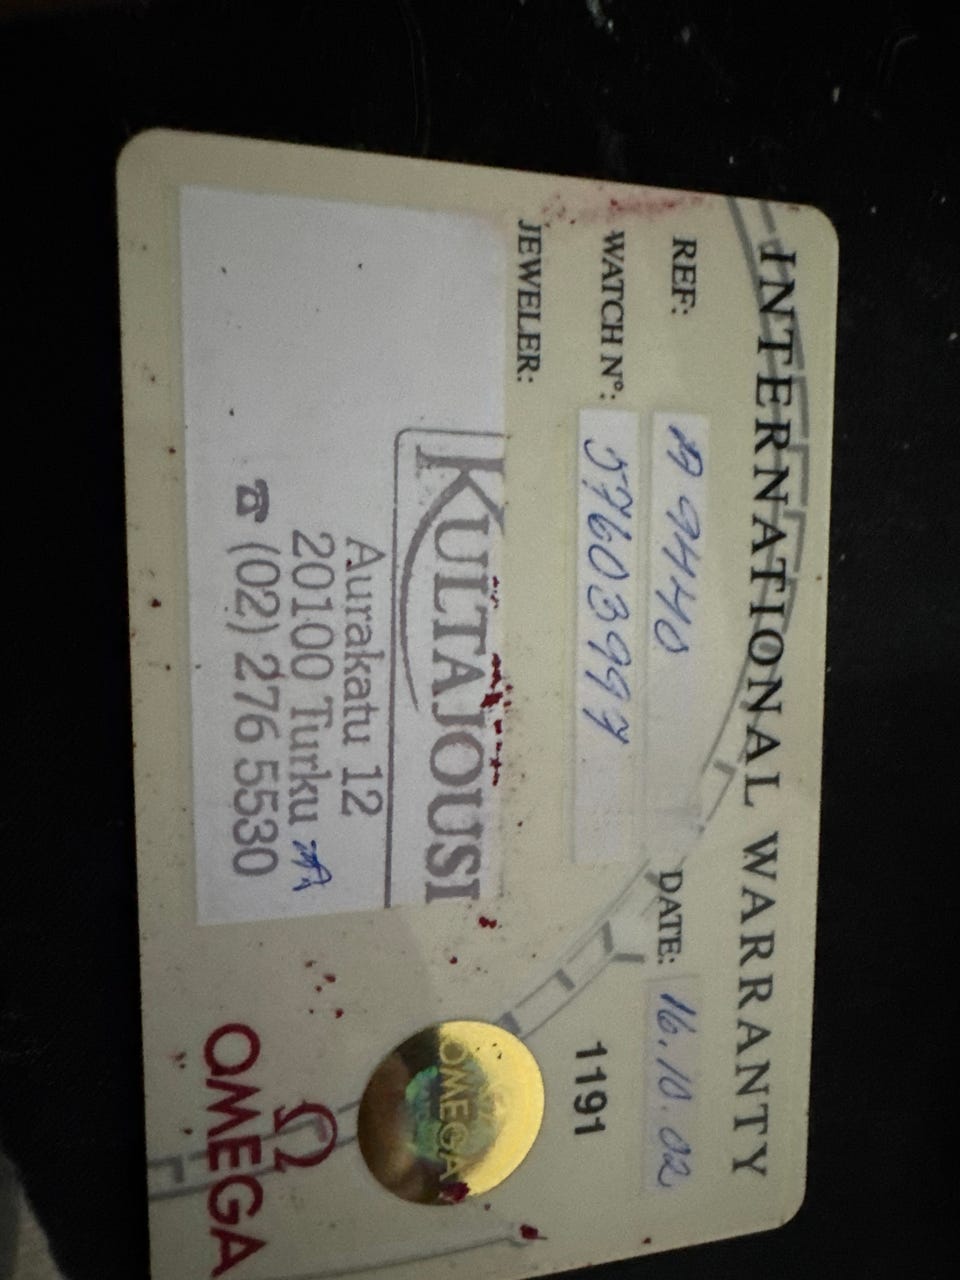 INTERNATIONAL WARRANTY
REF: A 9440 DATE: 16.10.02
WATCH Nº: 57603997
1191
JEWELER:
KULTAJOUSI
Aurakatu 12
20100 Turku
☎ (02) 276 5530
OMEGA
Ω
OMEGA